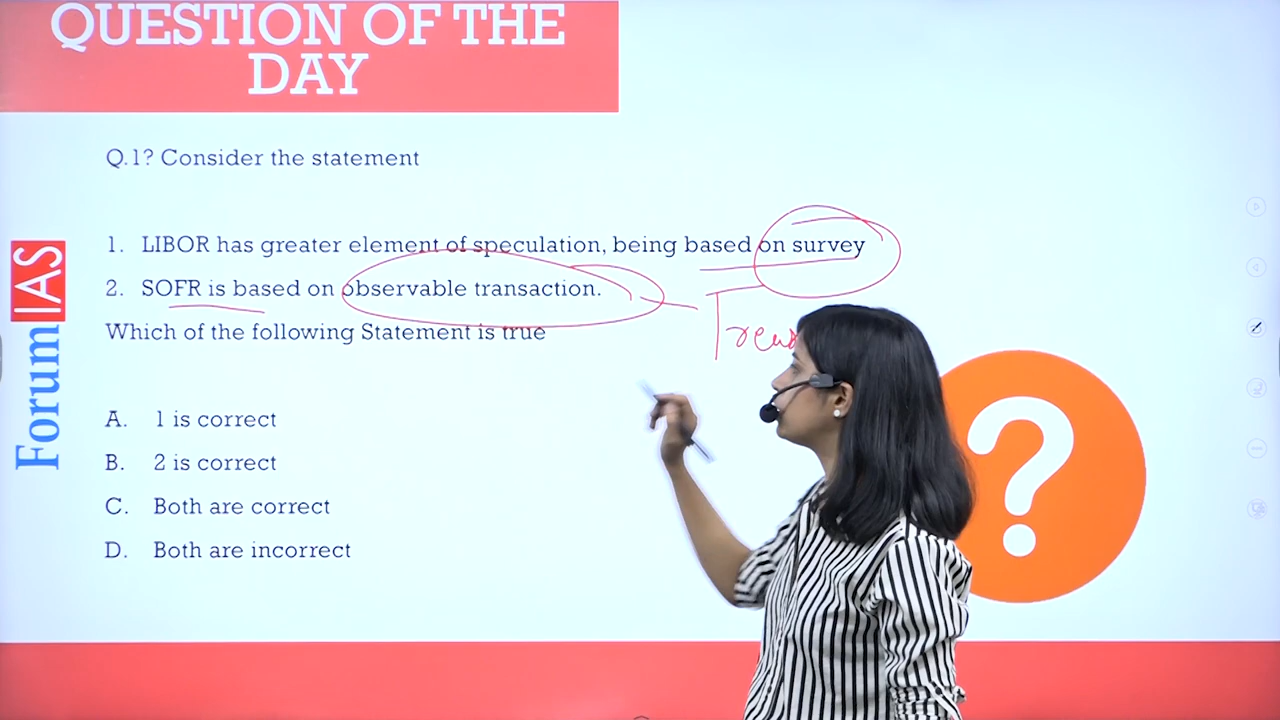 QUESTION OF THE
DAY
Q.1? Consider the statement
1. LIBOR has greater element of speculation, being based on survey
2. SOFR is based on observable transaction.
Which of the following Statement is true
A. 1 is correct
B. 2 is correct
C. Both are correct
D. Both are incorrect
ForumIAS
?